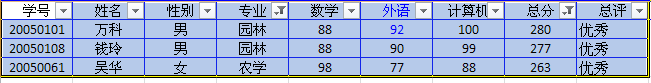 学号 姓名 性别 专业 数学 外语 计算机 总分 总评
20050101 万科 男 园林 88 92 100 280 优秀
20050108 钱玲 男 园林 88 90 99 277 优秀
20050061 吴华 女 农学 98 77 88 263 优秀